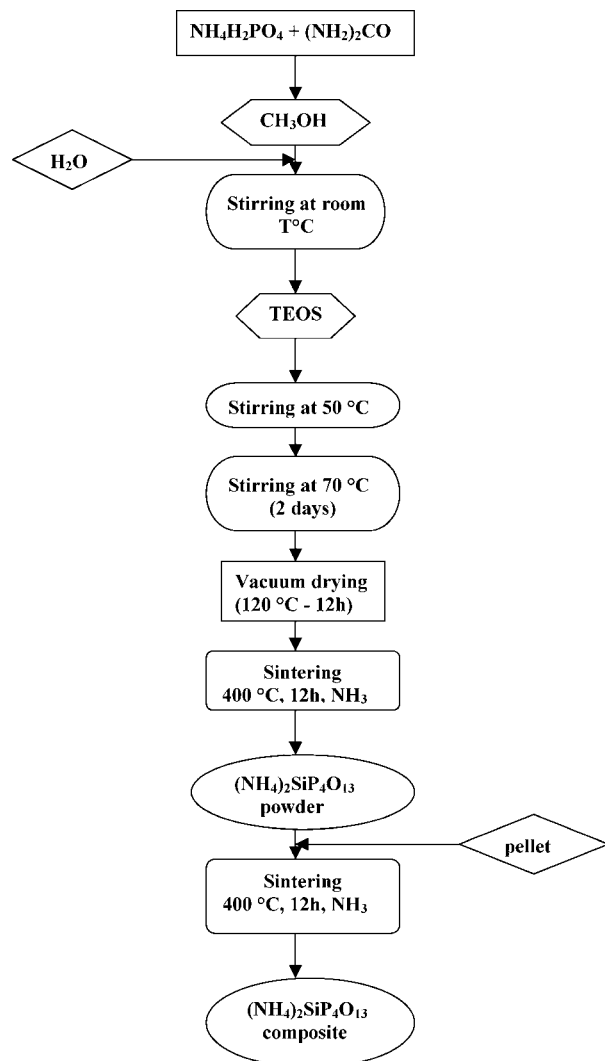 NH₄H₂PO₄ + (NH₂)₂CO
CH₃OH
H₂O
Stirring at room
T°C
TEOS
Stirring at 50 °C
Stirring at 70 °C
(2 days)
Vacuum drying
(120 °C - 12h)
Sintering
400 °C, 12h, NH₃
(NH₄)₂SiP₄O₁₃
powder
pellet
Sintering
400 °C, 12h, NH₃
(NH₄)₂SiP₄O₁₃
composite